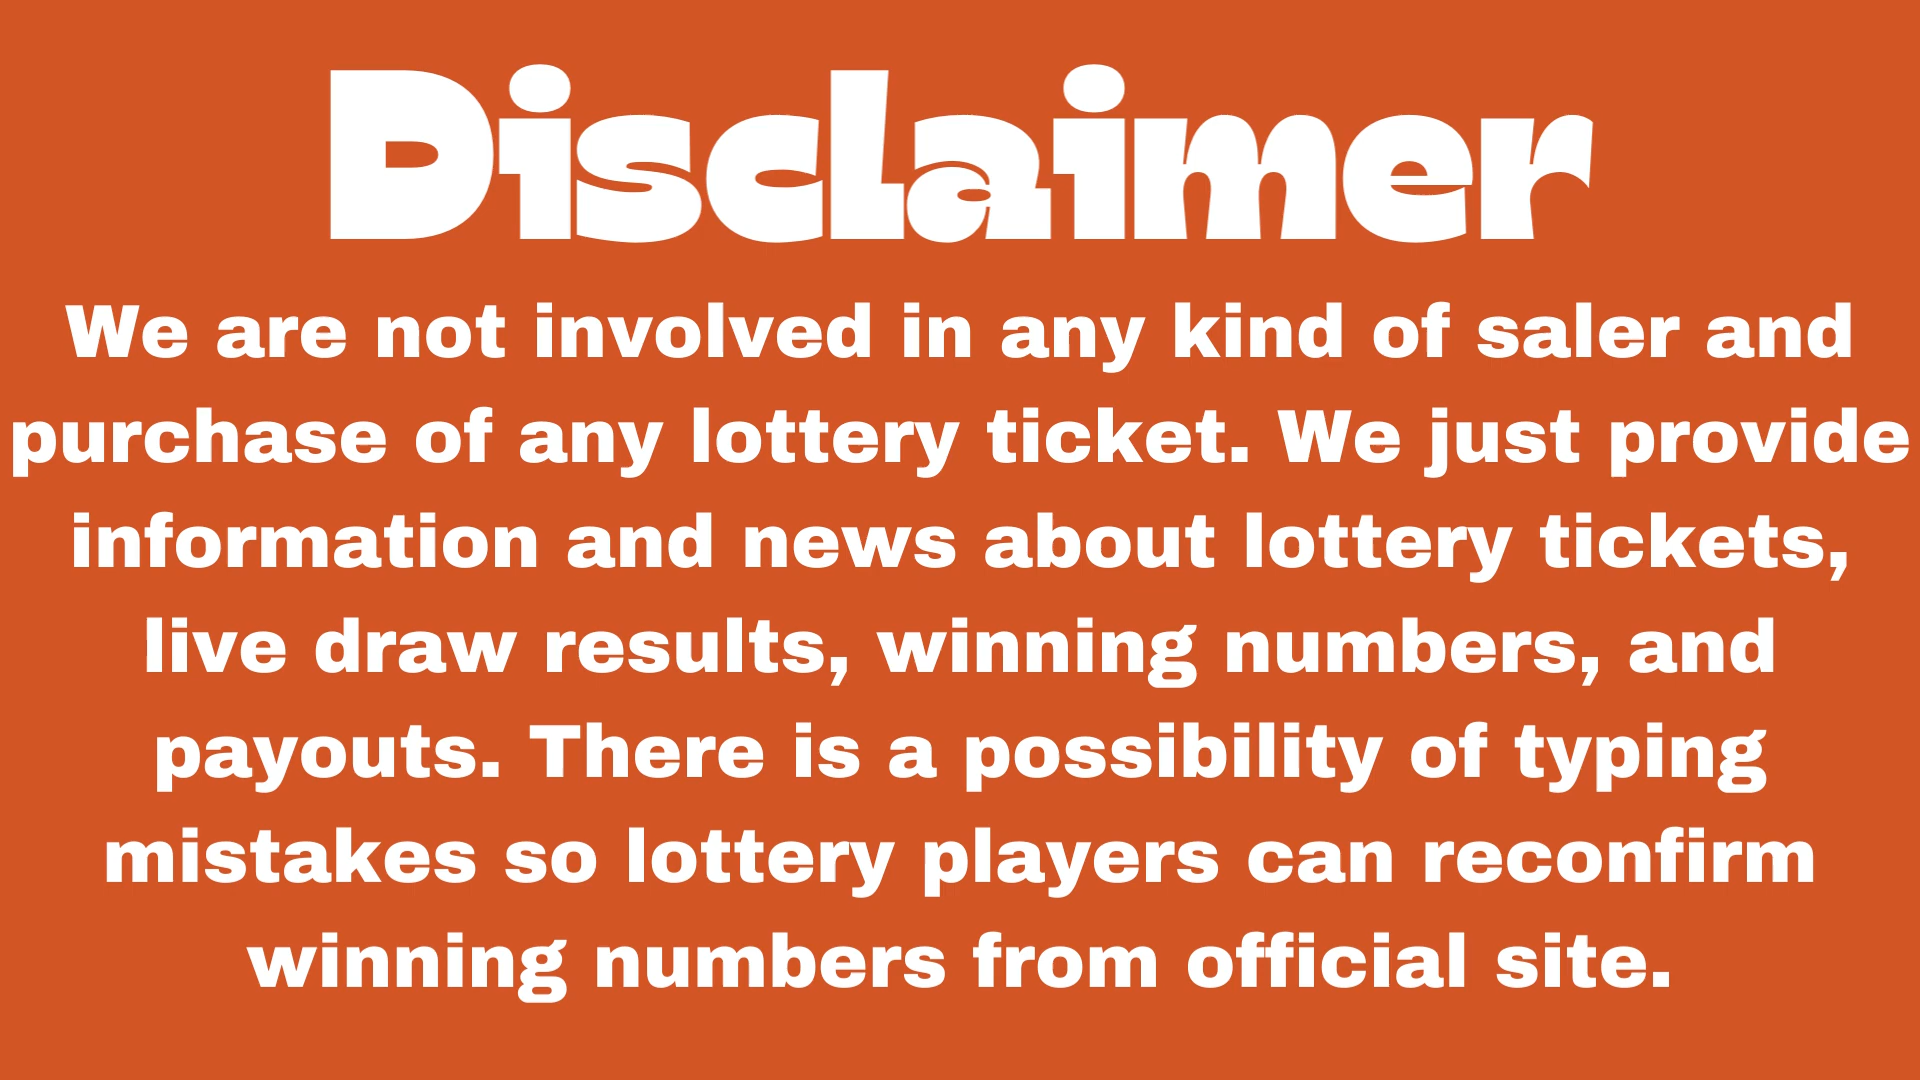 Disclaimer
We are not involved in any kind of saler and
purchase of any lottery ticket. We just provide
information and news about lottery tickets,
live draw results, winning numbers, and
payouts. There is a possibility of typing
mistakes so lottery players can reconfirm
winning numbers from official site.